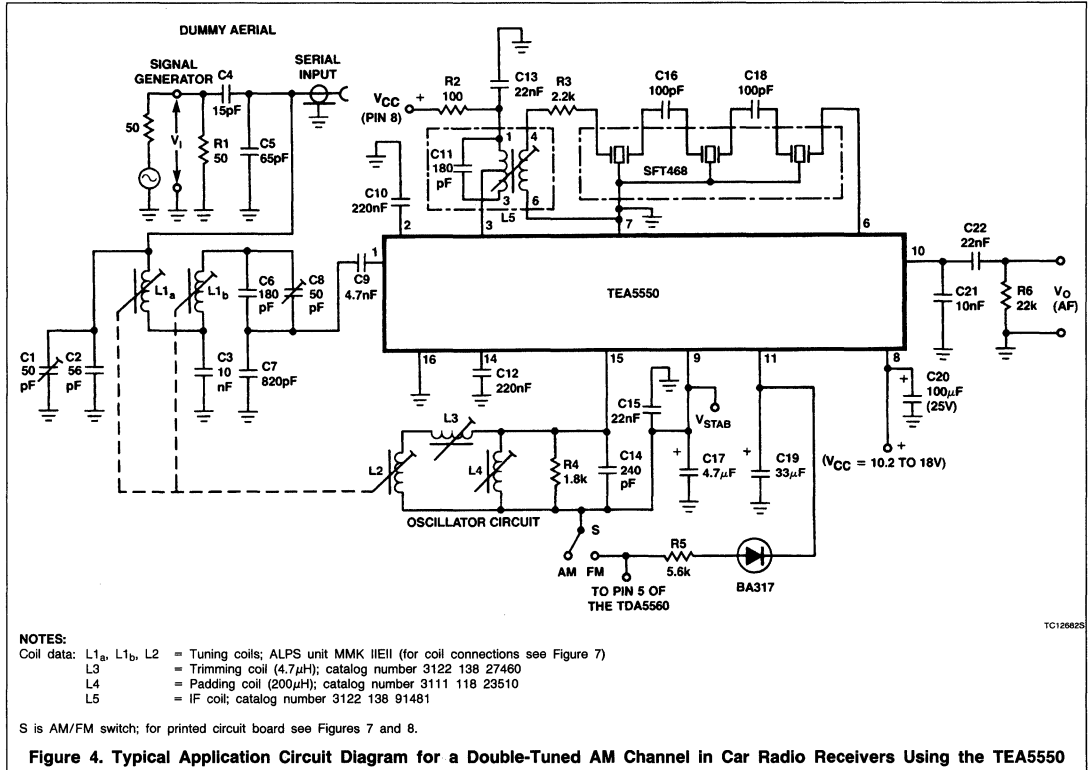 DUMMY AERIAL
SIGNAL
GENERATOR
C4
15pF
SERIAL
INPUT
50
VI
R1
50
C5
65pF
VCC
(PIN 8)
+
R2
100
C13
22nF
R3
2.2k
C16
100pF
C18
100pF
C11
180
pF
1
4
3
6
L5
SFT468
C10
220nF
2
3
7
6
L1a
L1b
C6
180
pF
C8
50
pF
C9
4.7nF
1
TEA5550
10
C22
22nF
C21
10nF
R6
22k
VO
(AF)
C1
50
pF
C2
56
pF
C3
10
nF
C7
820pF
16
14
C12
220nF
15
9
11
8
C15
22nF
VSTAB
+
C20
100μF
(25V)
+
(VCC = 10.2 TO 18V)
L3
L2
L4
R4
1.8k
C14
240
pF
+
C17
4.7μF
+
C19
33μF
OSCILLATOR CIRCUIT
S
AM
FM
R5
5.6k
BA317
TO PIN 5 OF
THE TDA5560
TC12682S
NOTES:
Coil data: L1a, L1b, L2 = Tuning coils; ALPS unit MMK IIEII (for coil connections see Figure 7)
L3 = Trimming coil (4.7μH); catalog number 3122 138 27460
L4 = Padding coil (200μH); catalog number 3111 118 23510
L5 = IF coil; catalog number 3122 138 91481
S is AM/FM switch; for printed circuit board see Figures 7 and 8.
Figure 4. Typical Application Circuit Diagram for a Double-Tuned AM Channel in Car Radio Receivers Using the TEA5550